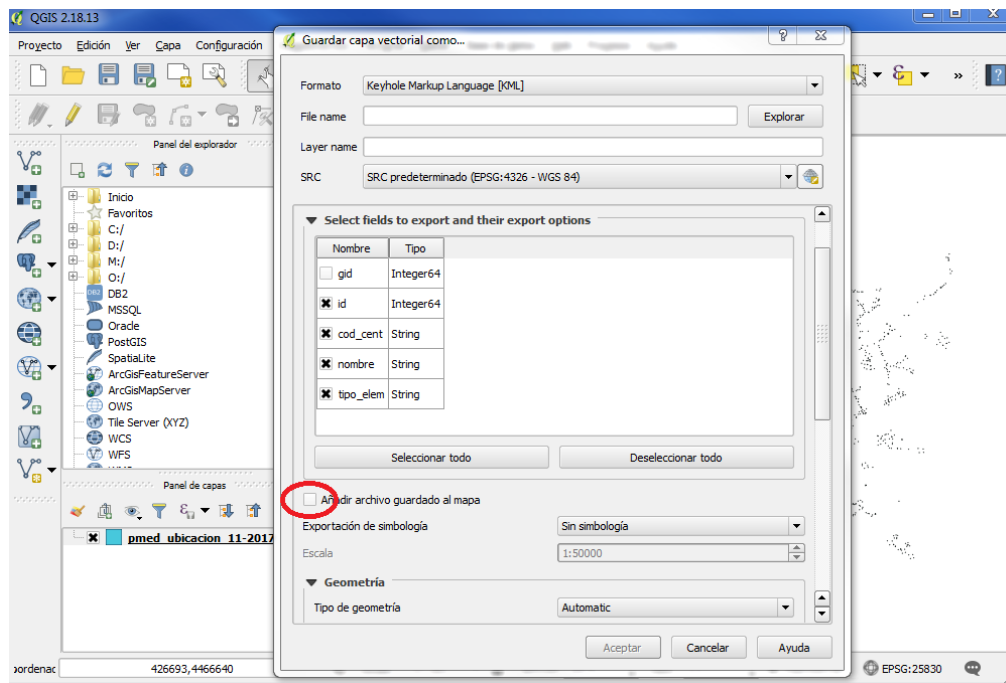 QGIS 2.18.13
Proyecto Edición Ver Capa Configuración
Panel del explorador
Inicio
Favoritos
C:/
D:/
M:/
O:/
DB2
MSSQL
Oracle
PostGIS
SpatiaLite
ArcGisFeatureServer
ArcGisMapServer
OWS
Tile Server (XYZ)
WCS
WFS
Panel de capas
pmed_ubicacion_11-2017
Guardar capa vectorial como...
Formato Keyhole Markup Language [KML]
File name Explorar
Layer name
SRC SRC predeterminado (EPSG:4326 - WGS 84)
Select fields to export and their export options
Nombre Tipo
gid Integer64
id Integer64
cod_cent String
nombre String
tipo_elem String
Seleccionar todo Deseleccionar todo
Añadir archivo guardado al mapa
Exportación de simbología Sin simbología
Escala 1:50000
Geometría
Tipo de geometría Automatic
Aceptar Cancelar Ayuda
oordenac 426693,4466640 EPSG:25830